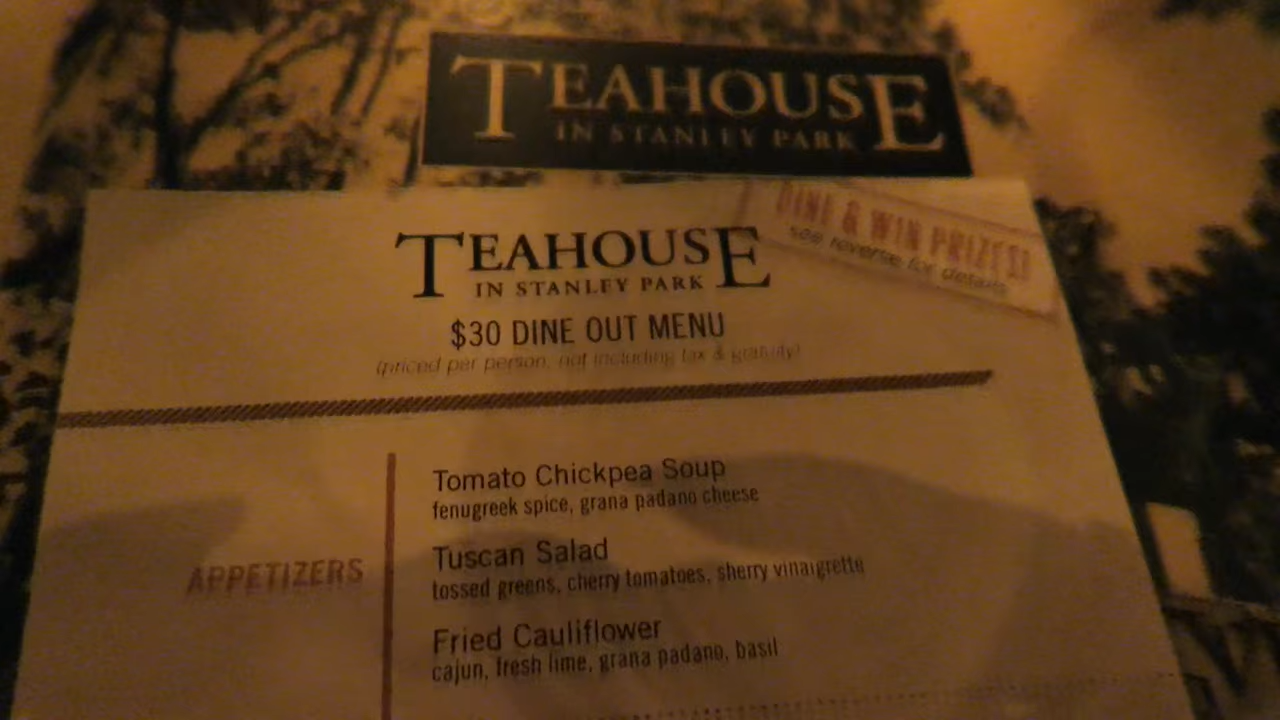 TEAHOUSE
IN STANLEY PARK
DINE & WIN PRIZES!
see reverse for details
TEAHOUSE
IN STANLEY PARK
$30 DINE OUT MENU
(priced per person, not including tax & gratuity)
APPETIZERS
Tomato Chickpea Soup
fenugreek spice, grana padano cheese
Tuscan Salad
tossed greens, cherry tomatoes, sherry vinaigrette
Fried Cauliflower
cajun, fresh lime, grana padano, basil